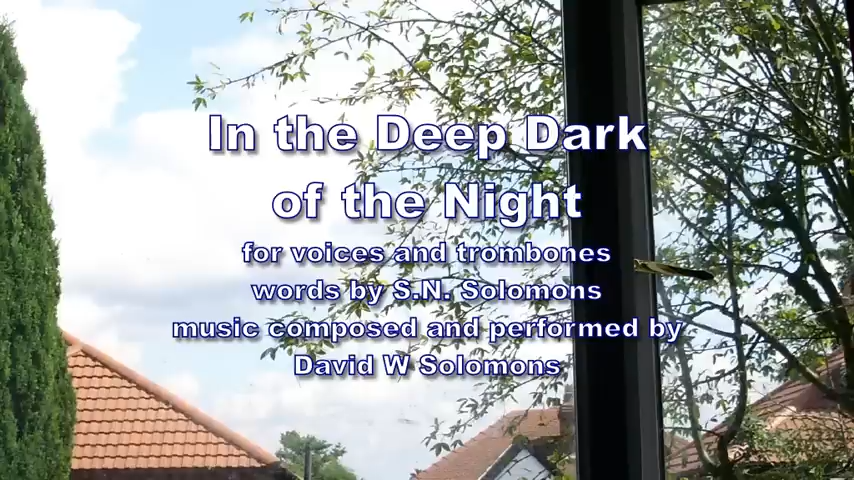 In the Deep Dark
of the Night
for voices and trombones
words by S.N. Solomons
music composed and performed by
David W Solomons